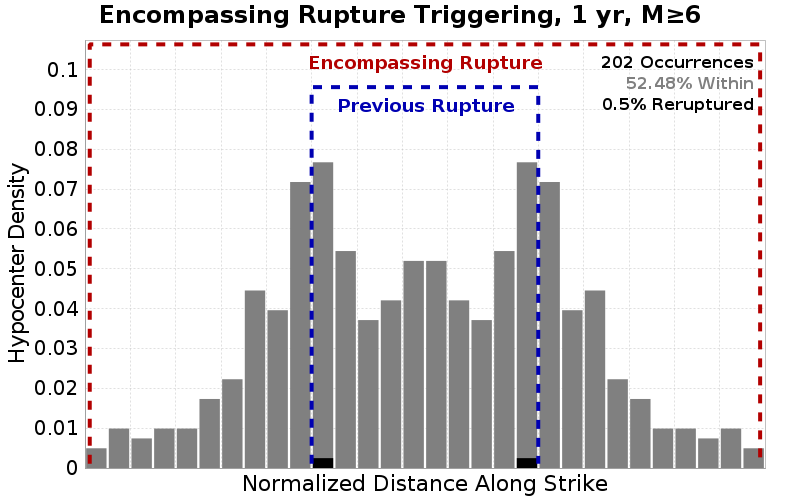 Encompassing Rupture Triggering, 1 yr, M≥6
Encompassing Rupture
202 Occurrences
52.48% Within
0.5% Reruptured
Previous Rupture
Hypocenter Density
0.1
0.09
0.08
0.07
0.06
0.05
0.04
0.03
0.02
0.01
0
Normalized Distance Along Strike